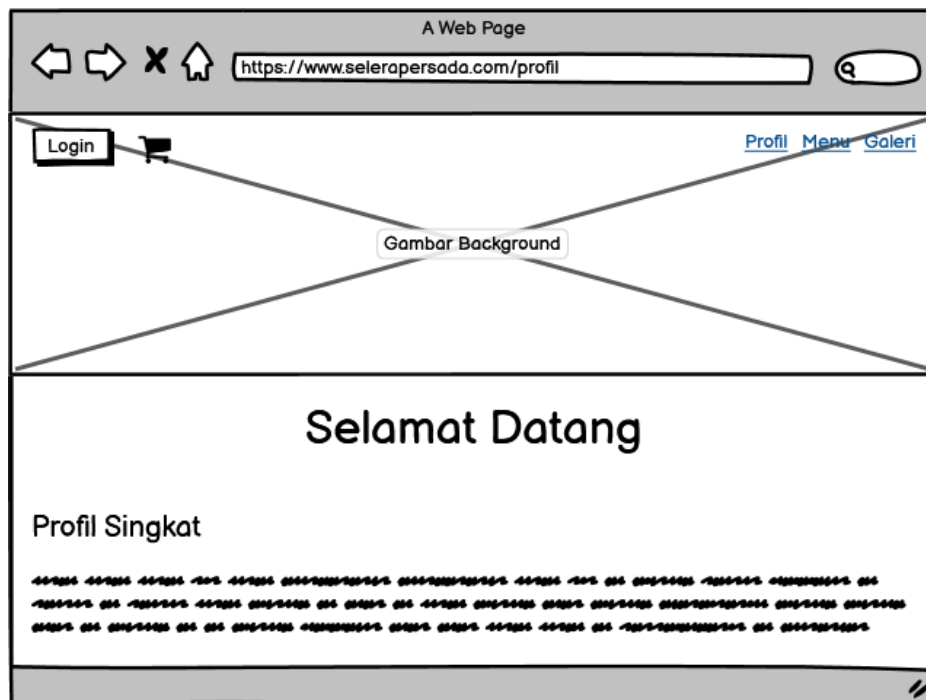 A Web Page
https://www.selerapersada.com/profil
Login
Profil Menu Galeri
Gambar Background
Selamat Datang
Profil Singkat